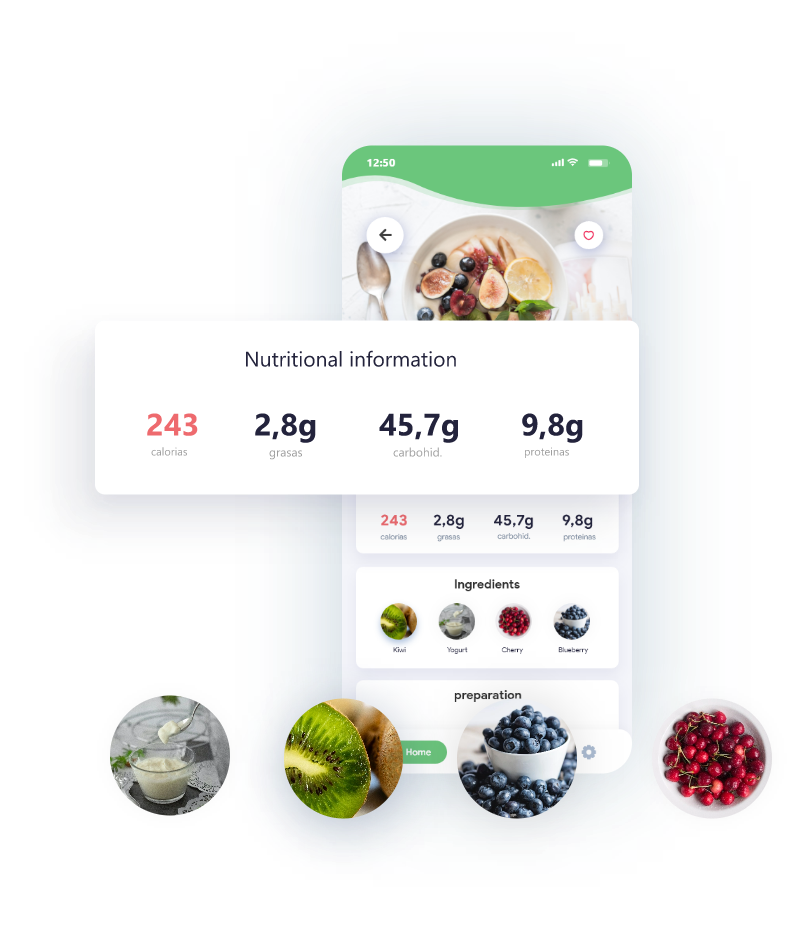 12:50
Nutritional information
243 2,8g 45,7g 9,8g
calorias grasas carbohid. proteinas
243 2,8g 45,7g 9,8g
calorias grasas carbohid. proteinas
Ingredients
Kiwi Yogurt Cherry Blueberry
preparation
Home